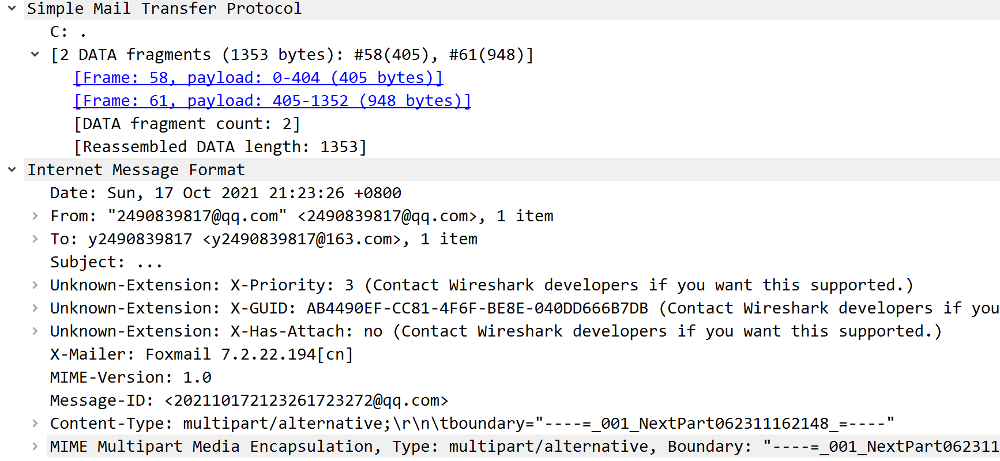 Simple Mail Transfer Protocol
C: .
[2 DATA fragments (1353 bytes): #58(405), #61(948)]
[Frame: 58, payload: 0-404 (405 bytes)]
[Frame: 61, payload: 405-1352 (948 bytes)]
[DATA fragment count: 2]
[Reassembled DATA length: 1353]
Internet Message Format
Date: Sun, 17 Oct 2021 21:23:26 +0800
From: "2490839817@qq.com" <2490839817@qq.com>, 1 item
To: y2490839817 <y2490839817@163.com>, 1 item
Subject: ...
Unknown-Extension: X-Priority: 3 (Contact Wireshark developers if you want this supported.)
Unknown-Extension: X-GUID: AB4490EF-CC81-4F6F-BE8E-040DD666B7DB (Contact Wireshark developers if you
Unknown-Extension: X-Has-Attach: no (Contact Wireshark developers if you want this supported.)
X-Mailer: Foxmail 7.2.22.194[cn]
MIME-Version: 1.0
Message-ID: <202110172123261723272@qq.com>
Content-Type: multipart/alternative;\r\n\tboundary="----=_001_NextPart062311162148_=----"
MIME Multipart Media Encapsulation, Type: multipart/alternative, Boundary: "----=_001_NextPart062311